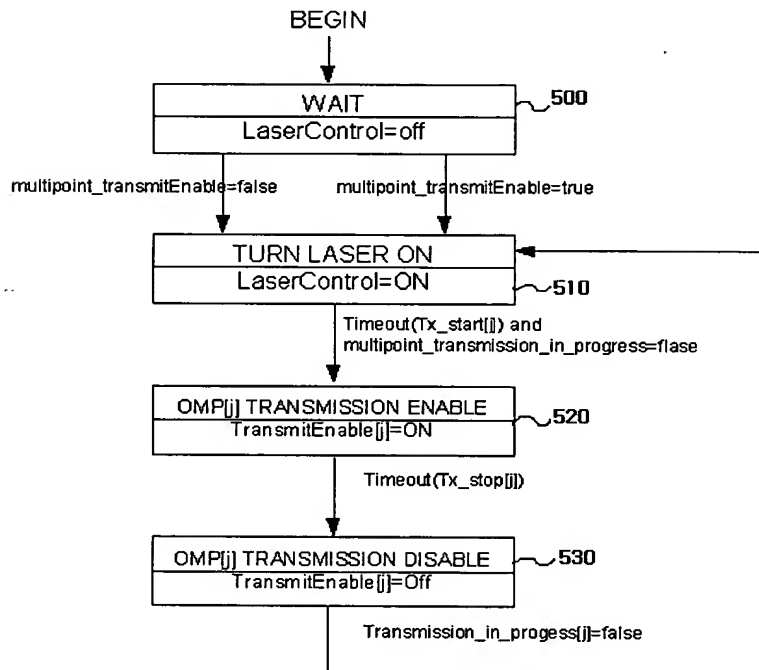 BEGIN
WAIT
500
LaserControl=off
multipoint_transmitEnable=false
multipoint_transmitEnable=true
TURN LASER ON
LaserControl=ON
510
Timeout(Tx_start[j]) and
multipoint_transmission_in_progress=flase
OMP[j] TRANSMISSION ENABLE
520
TransmitEnable[j]=ON
Timeout(Tx_stop[j])
OMP[j] TRANSMISSION DISABLE
530
TransmitEnable[j]=Off
Transmission_in_progess[j]=false